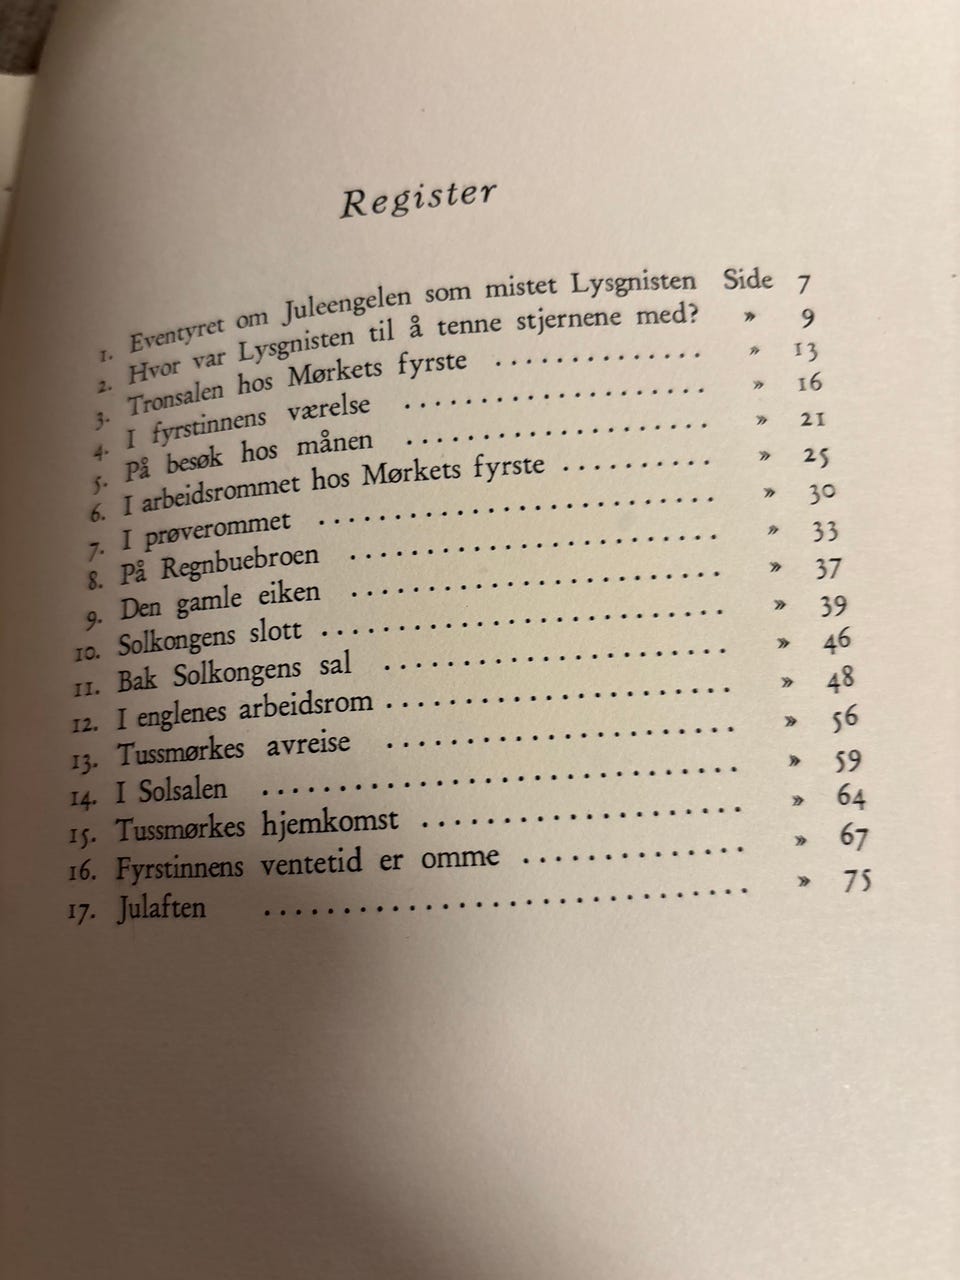 Register
1. Eventyret om Juleengelen som mistet Lysgnisten Side 7
2. Hvor var Lysgnisten til å tenne stjernene med? » 9
3. Tronsalen hos Mørkets fyrste ............. » 13
4. I fyrstinnens værelse ................... » 16
5. På besøk hos månen ................... » 21
6. I arbeidsrommet hos Mørkets fyrste ......... » 25
7. I prøverommet ........................ » 30
8. På Regnbuebroen ...................... » 33
9. Den gamle eiken ...................... » 37
10. Solkongens slott ........................ » 39
11. Bak Solkongens sal ..................... » 46
12. I englenes arbeidsrom ..................... » 48
13. Tussmørkes avreise ..................... » 56
14. I Solsalen ............................. » 59
15. Tussmørkes hjemkomst ................... » 64
16. Fyrstinnens ventetid er omme ............. » 67
17. Julaften .............................. » 75